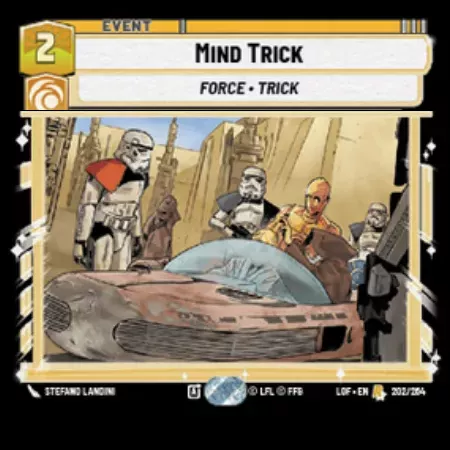 EVENT
2
MIND TRICK
FORCE • TRICK
STEFANO LANDINI
© LFL © FFG
LOF • EN
202/264